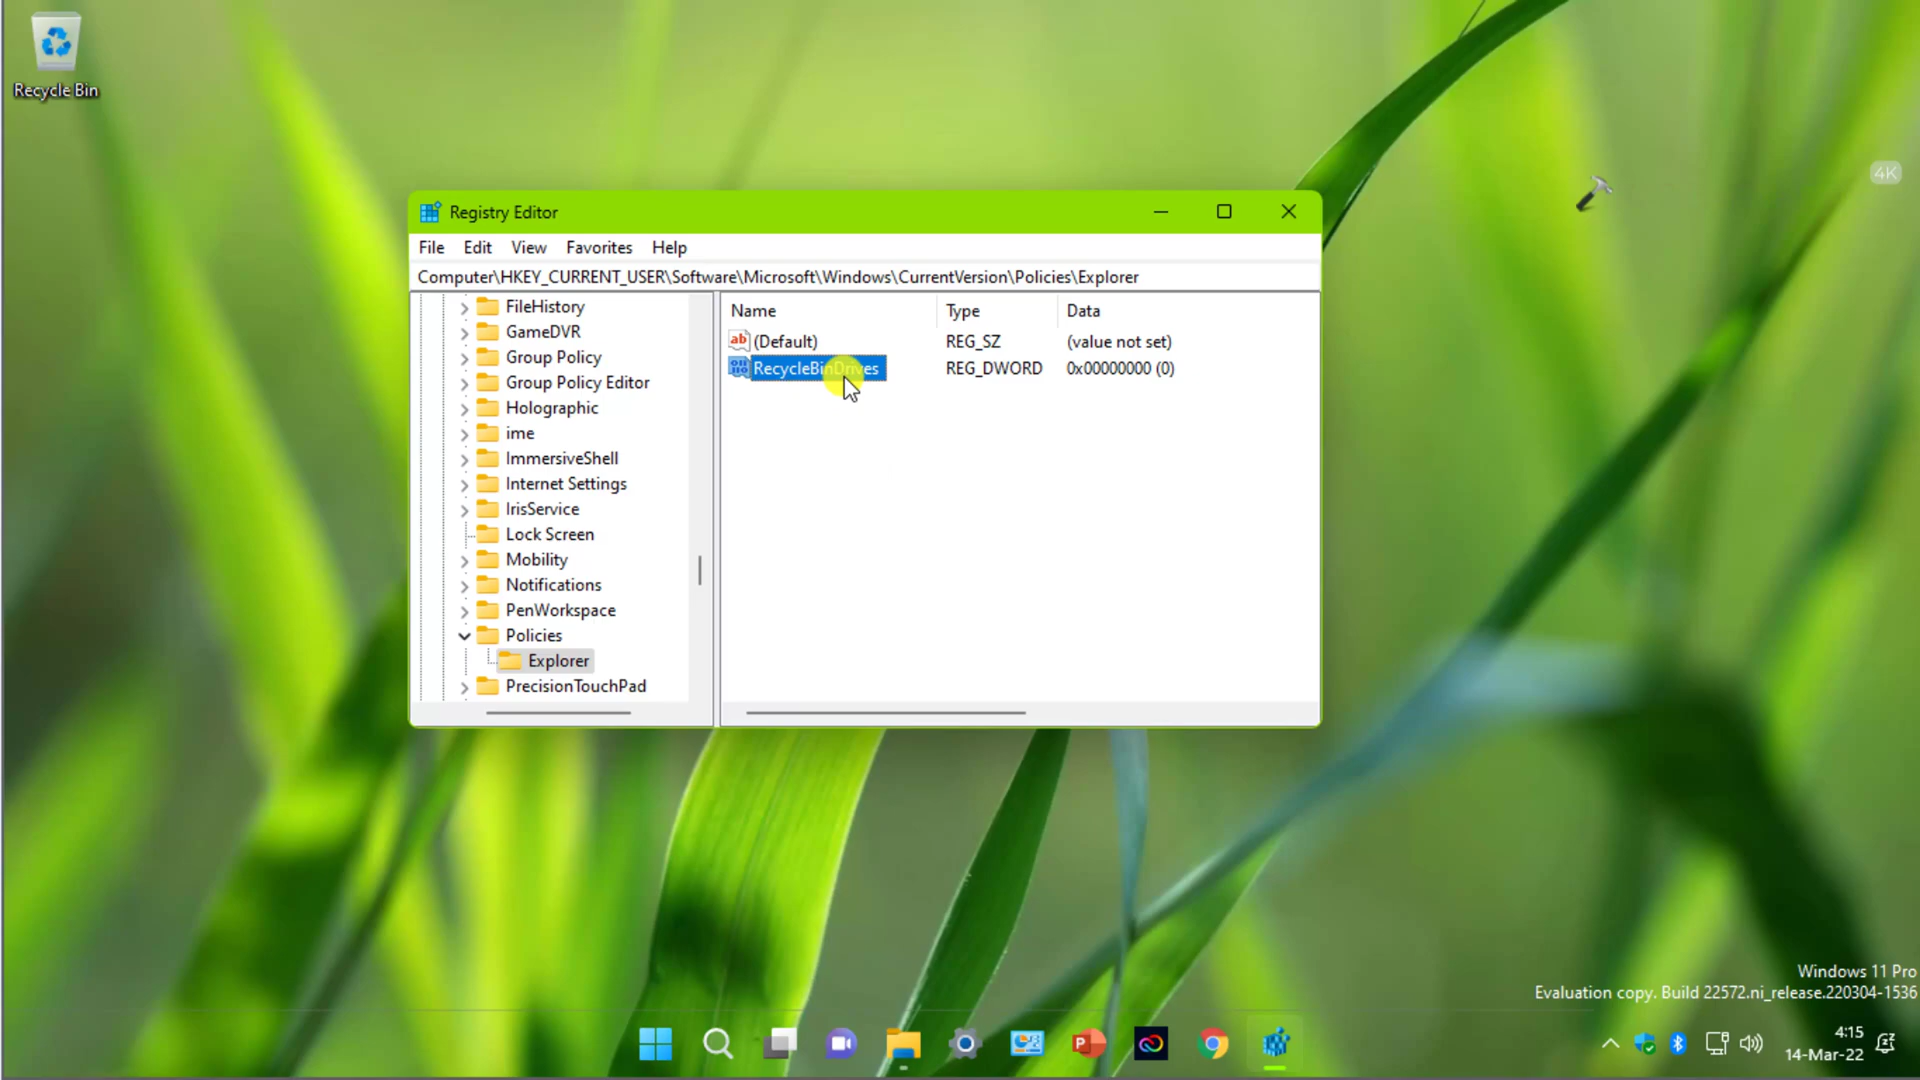 Recycle Bin
4K
Registry Editor
File Edit View Favorites Help
Computer\HKEY_CURRENT_USER\Software\Microsoft\Windows\CurrentVersion\Policies\Explorer
FileHistory
GameDVR
Group Policy
Group Policy Editor
Holographic
ime
ImmersiveShell
Internet Settings
IrisService
Lock Screen
Mobility
Notifications
PenWorkspace
Policies
Explorer
PrecisionTouchPad
Name Type Data
(Default) REG_SZ (value not set)
RecycleBinDrives REG_DWORD 0x00000000 (0)
Windows 11 Pro
Evaluation copy. Build 22572.ni_release.220304-1536
4:15
14-Mar-22